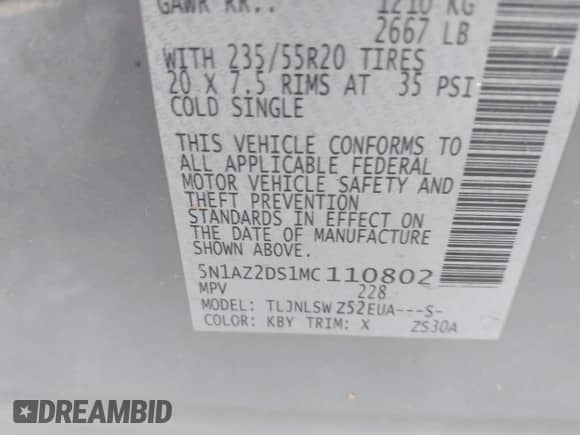 GAWR RR.: 1210 KG
2667 LB
WITH 235/55R20 TIRES
20 X 7.5 RIMS AT 35 PSI
COLD SINGLE
THIS VEHICLE CONFORMS TO
ALL APPLICABLE FEDERAL
MOTOR VEHICLE SAFETY AND
THEFT PREVENTION
STANDARDS IN EFFECT ON
THE DATE OF MANUFACTURE
SHOWN ABOVE.
5N1AZ2DS1MC110802
MPV 228
MODEL: TLJNLSW Z52EUA---S-
COLOR: KBY TRIM: X ZS30A
DREAMBID